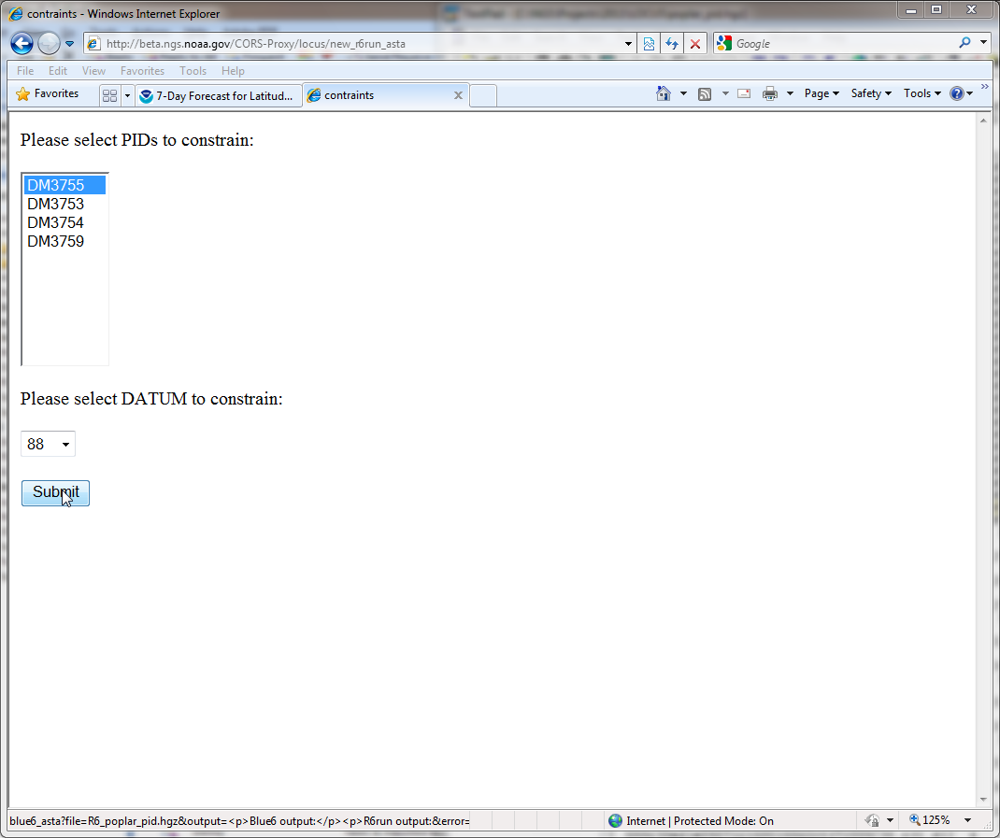 contraints - Windows Internet Explorer
http://beta.ngs.noaa.gov/CORS-Proxy/locus/new_r6run_asta
Google
File Edit View Favorites Tools Help
Favorites
7-Day Forecast for Latitud...
contraints
Page Safety Tools
Please select PIDs to constrain:
DM3755
DM3753
DM3754
DM3759
Please select DATUM to constrain:
88
Submit
blue6_asta?file=R6_poplar_pid.hgz&output=<p>Blue6 output:</p><p>R6run output:&error=
Internet | Protected Mode: On
125%